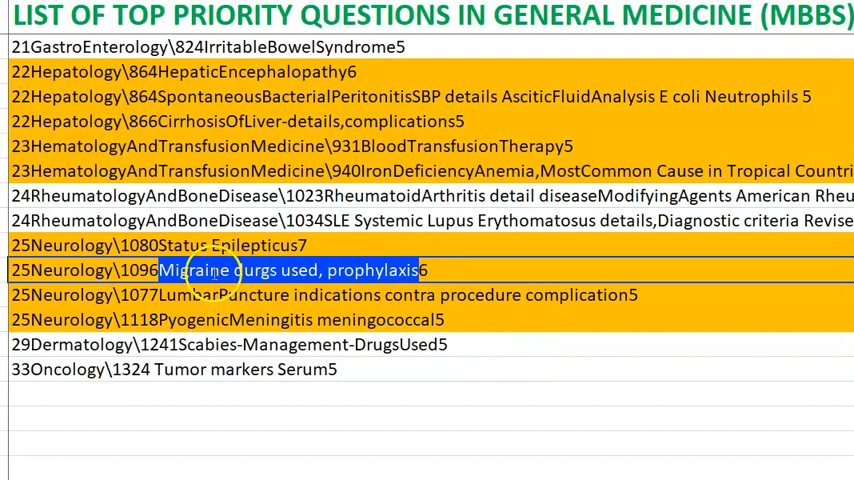 LIST OF TOP PRIORITY QUESTIONS IN GENERAL MEDICINE (MBBS)
21GastroEnterology\824IrritableBowelSyndrome5
22Hepatology\864HepaticEncephalopathy6
22Hepatology\864SpontaneousBacterialPeritonitisSBP details AsciticFluidAnalysis E coli Neutrophils 5
22Hepatology\866CirrhosisOfLiver-details,complications5
23HematologyAndTransfusionMedicine\931BloodTransfusionTherapy5
23HematologyAndTransfusionMedicine\940IronDeficiencyAnemia,MostCommon Cause in Tropical Countri
24RheumatologyAndBoneDisease\1023RheumatoidArthritis detail diseaseModifyingAgents American Rheu
24RheumatologyAndBoneDisease\1034SLE Systemic Lupus Erythomatosus details,Diagnostic criteria Revise
25Neurology\1080Status Epilepticus7
25Neurology\1096Migraine durgs used, prophylaxis6
25Neurology\1077LumbarPuncture indications contra procedure complication5
25Neurology\1118PyogenicMeningitis meningococcal5
29Dermatology\1241Scabies-Management-DrugsUsed5
33Oncology\1324 Tumor markers Serum5